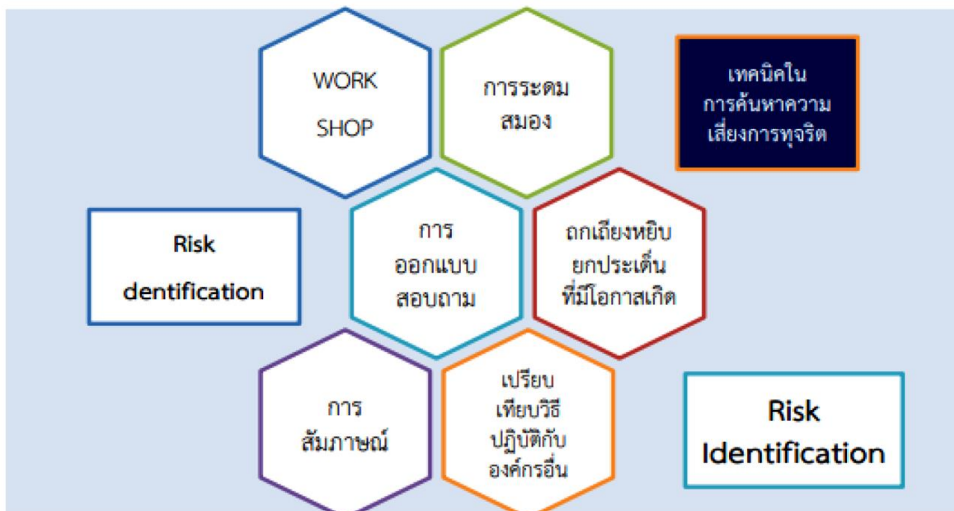 WORK
SHOP
การระดม
สมอง
เทคนิคใน
การค้นหาความ
เสี่ยงการทุจริต
Risk
dentification
การ
ออกแบบ
สอบถาม
ถกเถียงหยิบ
ยกประเด็น
ที่มีโอกาสเกิด
การ
สัมภาษณ์
เปรียบ
เทียบวิธี
ปฏิบัติกับ
องค์กรอื่น
Risk
Identification